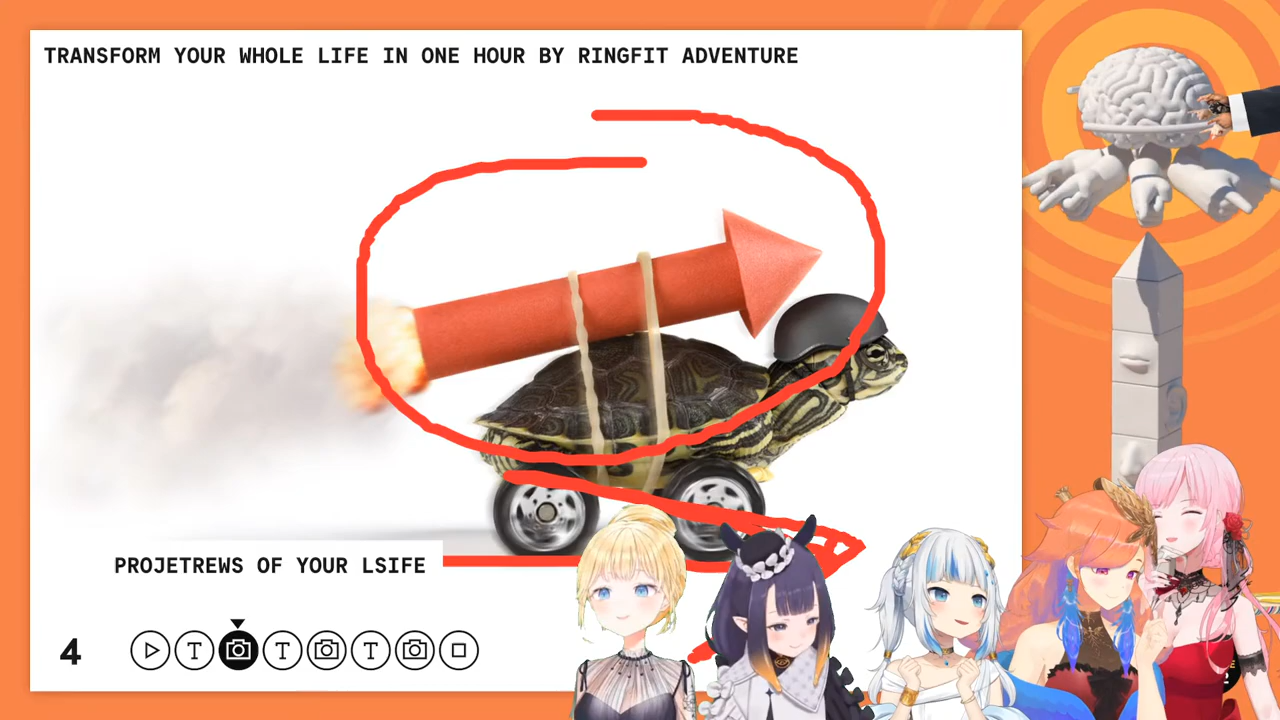 TRANSFORM YOUR WHOLE LIFE IN ONE HOUR BY RINGFIT ADVENTURE
PROJETREWS OF YOUR LSIFE
4
T
T
T